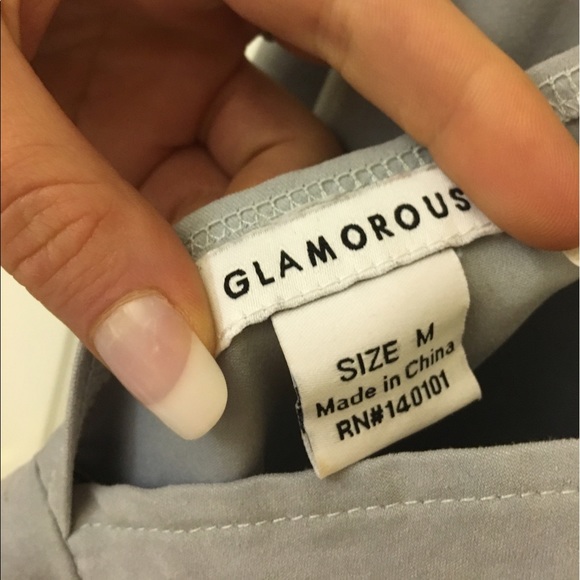 GLAMOROUS
SIZE M
Made in China
RN#140101